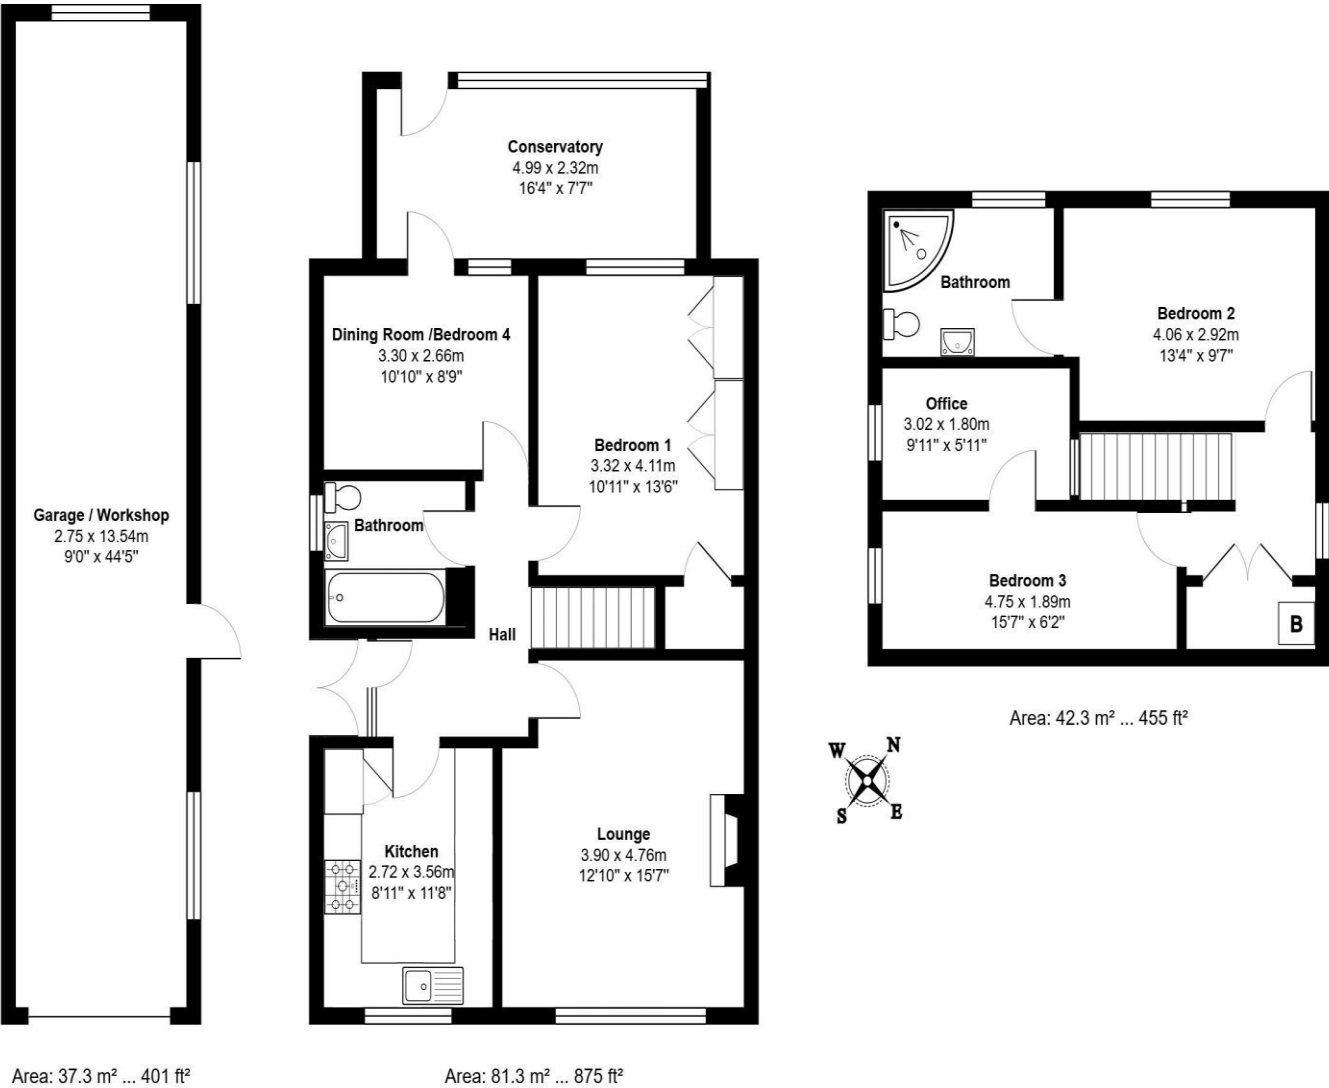 Garage / Workshop
2.75 x 13.54m
9'0" x 44'5"
Area: 37.3 m² ... 401 ft²
Conservatory
4.99 x 2.32m
16'4" x 7'7"
Dining Room /Bedroom 4
3.30 x 2.66m
10'10" x 8'9"
Bedroom 1
3.32 x 4.11m
10'11" x 13'6"
Bathroom
Hall
Kitchen
2.72 x 3.56m
8'11" x 11'8"
Lounge
3.90 x 4.76m
12'10" x 15'7"
Area: 81.3 m² ... 875 ft²
Bathroom
Bedroom 2
4.06 x 2.92m
13'4" x 9'7"
Office
3.02 x 1.80m
9'11" x 5'11"
Bedroom 3
4.75 x 1.89m
15'7" x 6'2"
B
Area: 42.3 m² ... 455 ft²
W N
S E